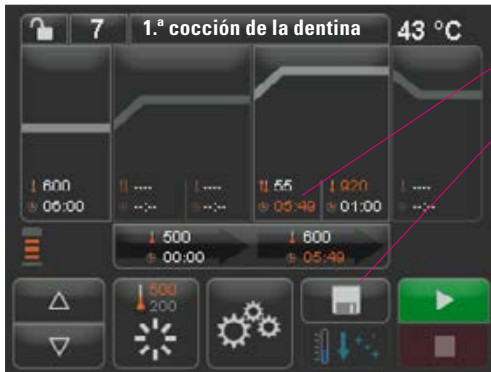 7 1.ª cocción de la dentina 43 °C
600 ---- ---- 55 920 ----
06:00 --:-- --:-- 05:49 01:00 --:--
500 600
00:00 05:49
500
200